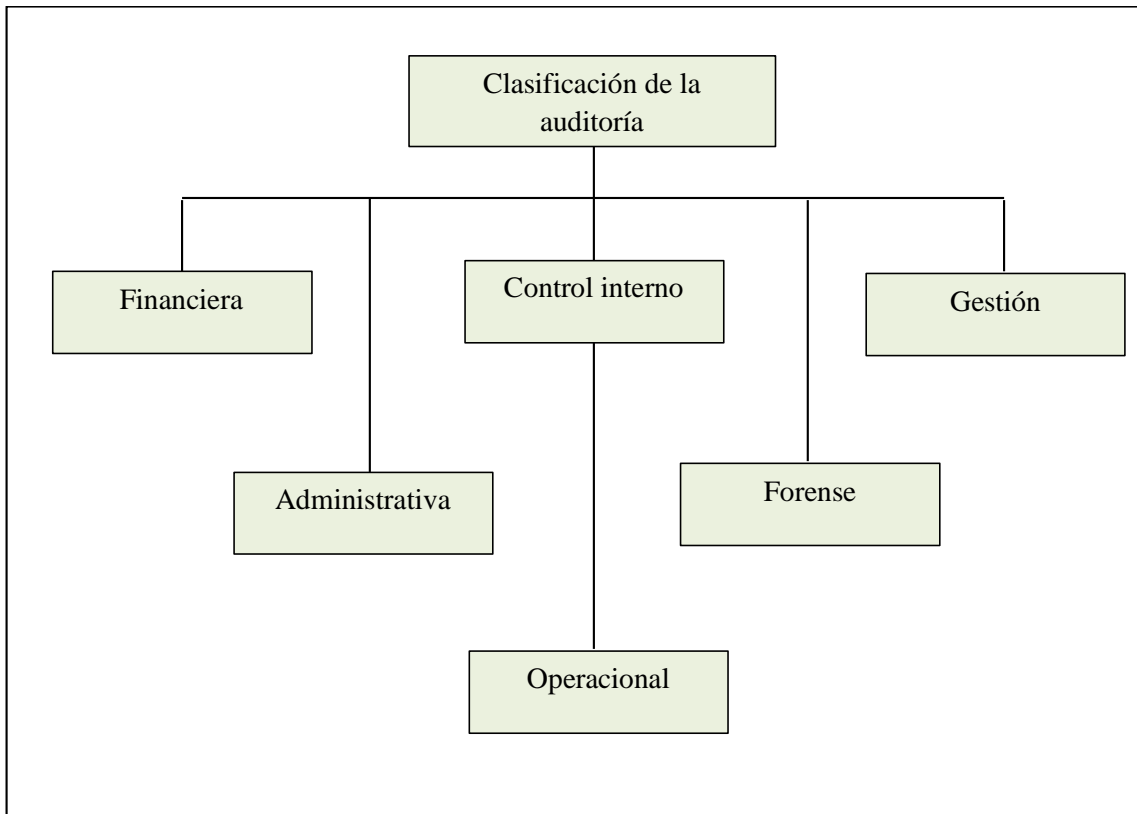 Clasificación de la
auditoría
Financiera
Control interno
Gestión
Administrativa
Forense
Operacional